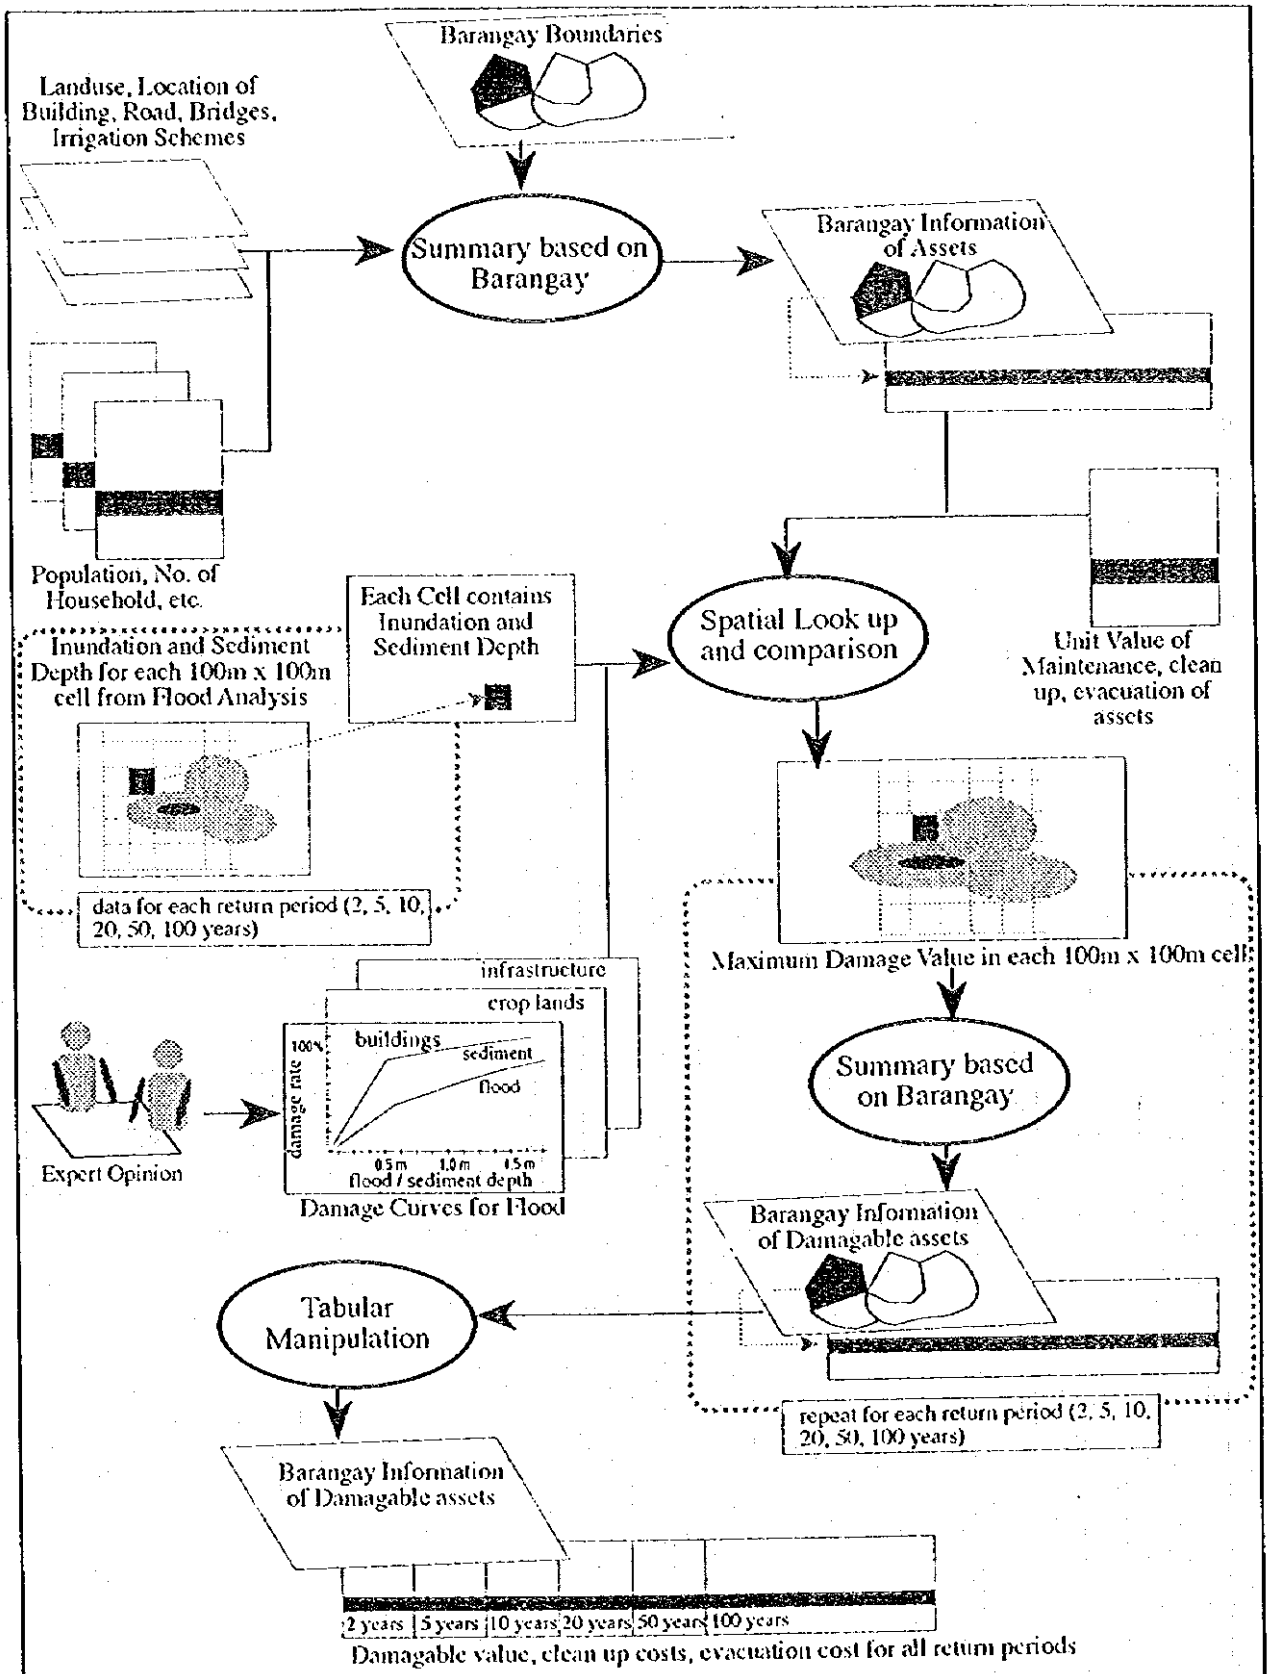 Barangay Boundaries
Landuse, Location of
Building, Road, Bridges,
Irrigation Schemes
Summary based on
Barangay
Barangay Information
of Assets
Population, No. of
Household, etc.
Each Cell contains
Inundation and
Sediment Depth
Spatial Look up
and comparison
Unit Value of
Maintenance, clean
up, evacuation of
assets
Inundation and Sediment
Depth for each 100m x 100m
cell from Flood Analysis
data for each return period (2, 5, 10,
20, 50, 100 years)
Maximum Damage Value in each 100m x 100m cell
infrastructure
crop lands
buildings
100%
sediment
flood
damage rate
0.5 m 1.0 m 1.5 m
flood / sediment depth
Damage Curves for Flood
Expert Opinion
Summary based
on Barangay
Barangay Information
of Damagable assets
Tabular
Manipulation
repeat for each return period (2, 5, 10,
20, 50, 100 years)
Barangay Information
of Damagable assets
2 years 5 years 10 years 20 years 50 years 100 years
Damagable value, clean up costs, evacuation cost for all return periods